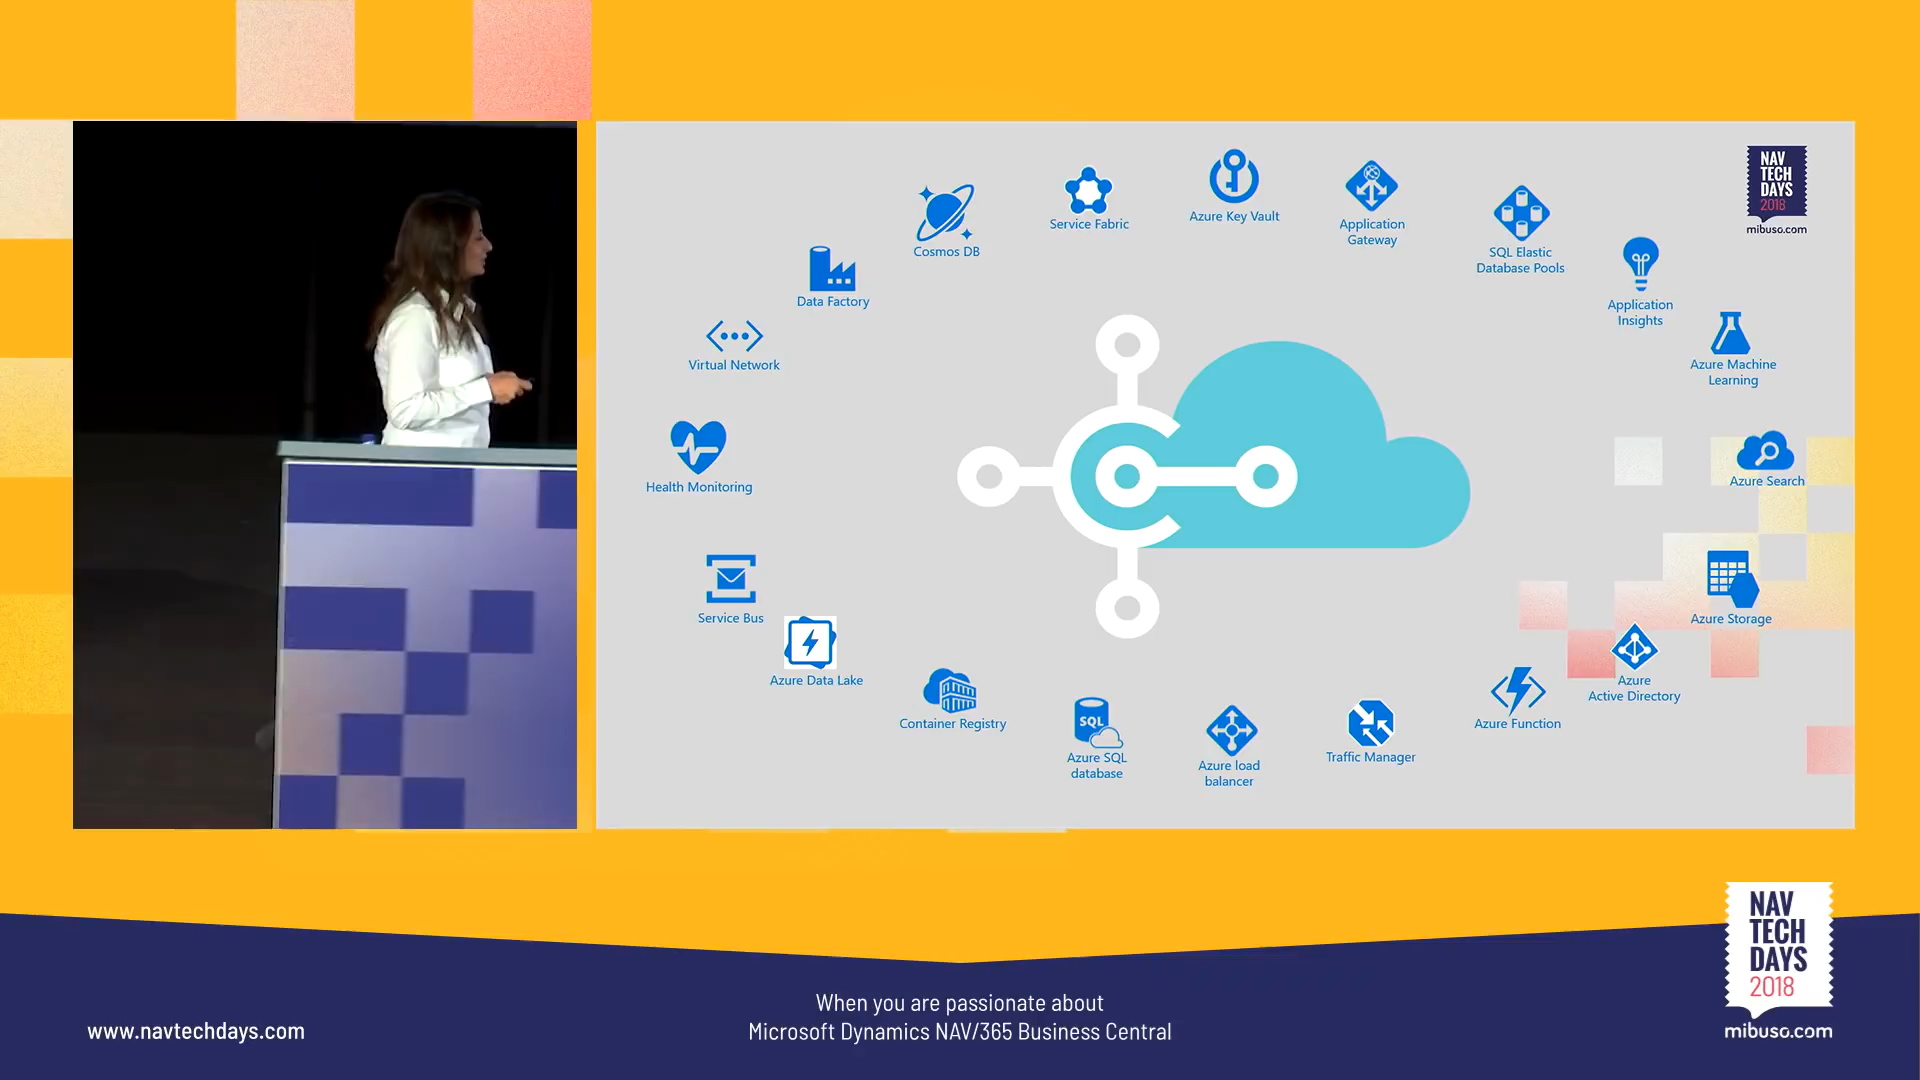 NAV
TECH
DAYS
2018
mibuso.com
Azure Key Vault
Service Fabric
Application
Gateway
Cosmos DB
SQL Elastic
Database Pools
Data Factory
Application
Insights
Virtual Network
Azure Machine
Learning
Health Monitoring
Azure Search
Service Bus
Azure Storage
Azure Data Lake
Azure
Active Directory
Container Registry
Azure Function
SQL
Azure SQL
database
Azure load
balancer
Traffic Manager
NAV
TECH
DAYS
2018
mibuso.com
When you are passionate about
Microsoft Dynamics NAV/365 Business Central
www.navtechdays.com